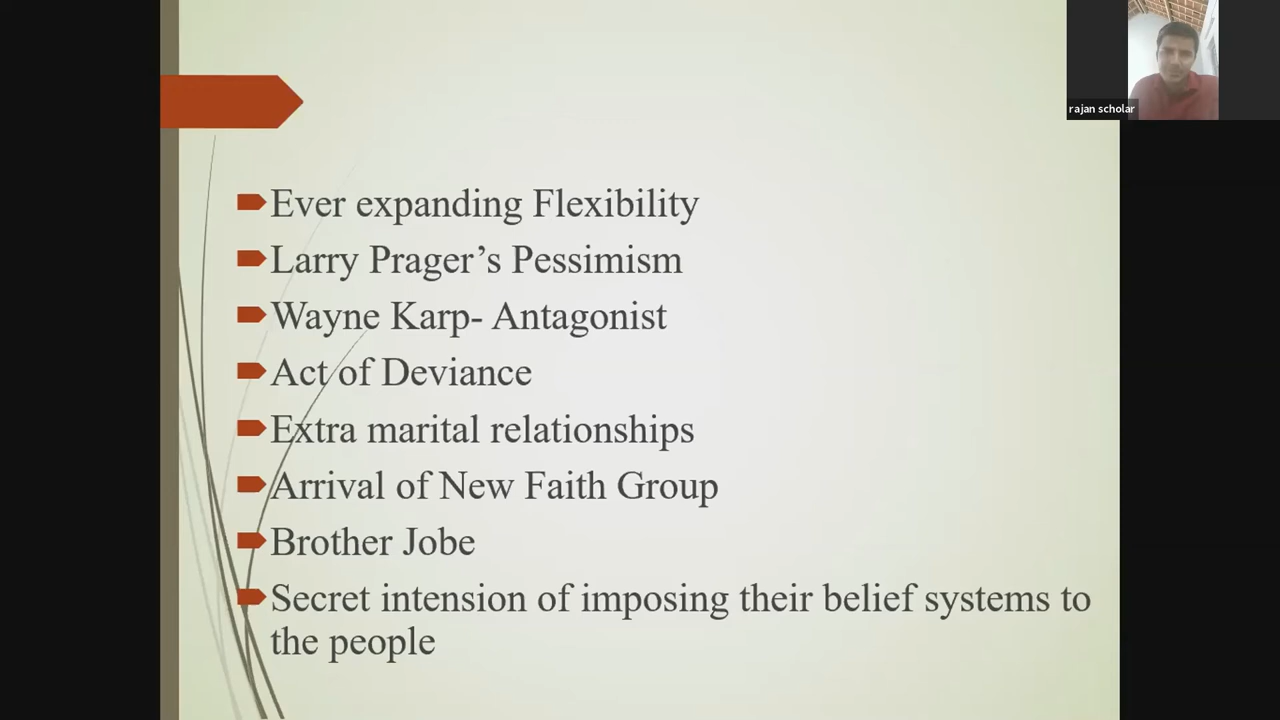 rajan scholar
Ever expanding Flexibility
Larry Prager’s Pessimism
Wayne Karp- Antagonist
Act of Deviance
Extra marital relationships
Arrival of New Faith Group
Brother Jobe
Secret intension of imposing their belief systems to
the people